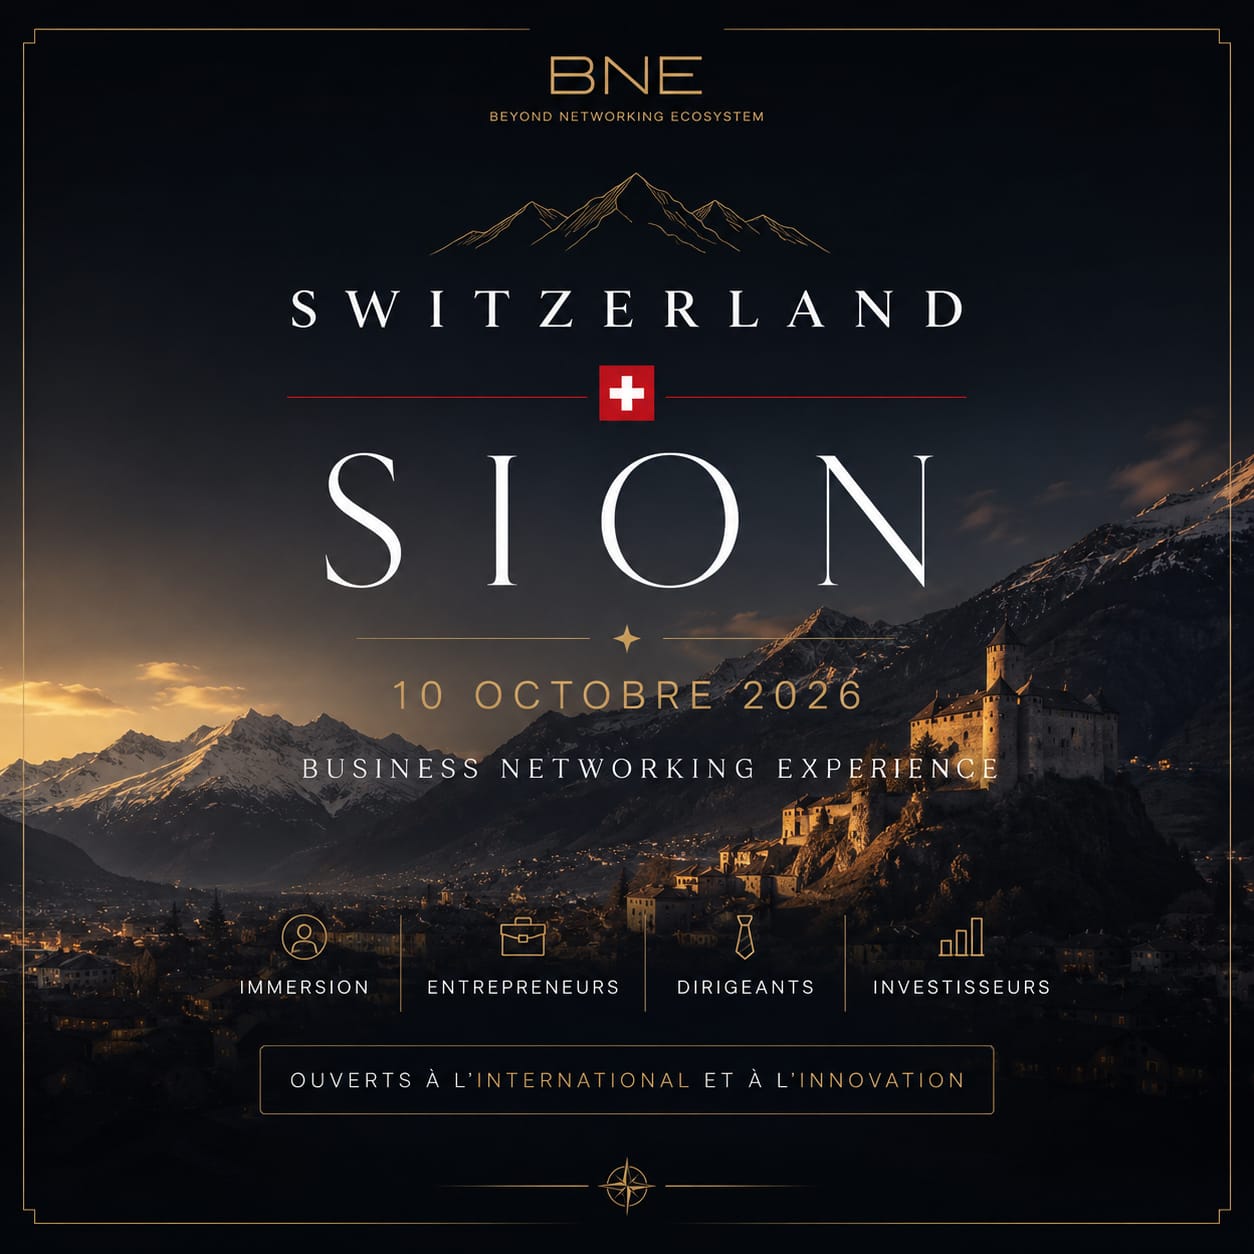 BNE
BEYOND NETWORKING ECOSYSTEM
SWITZERLAND
SION
10 OCTOBRE 2026
BUSINESS NETWORKING EXPERIENCE
IMMERSION
ENTREPRENEURS
DIRIGEANTS
INVESTISSEURS
OUVERTS À L'INTERNATIONAL ET À L'INNOVATION